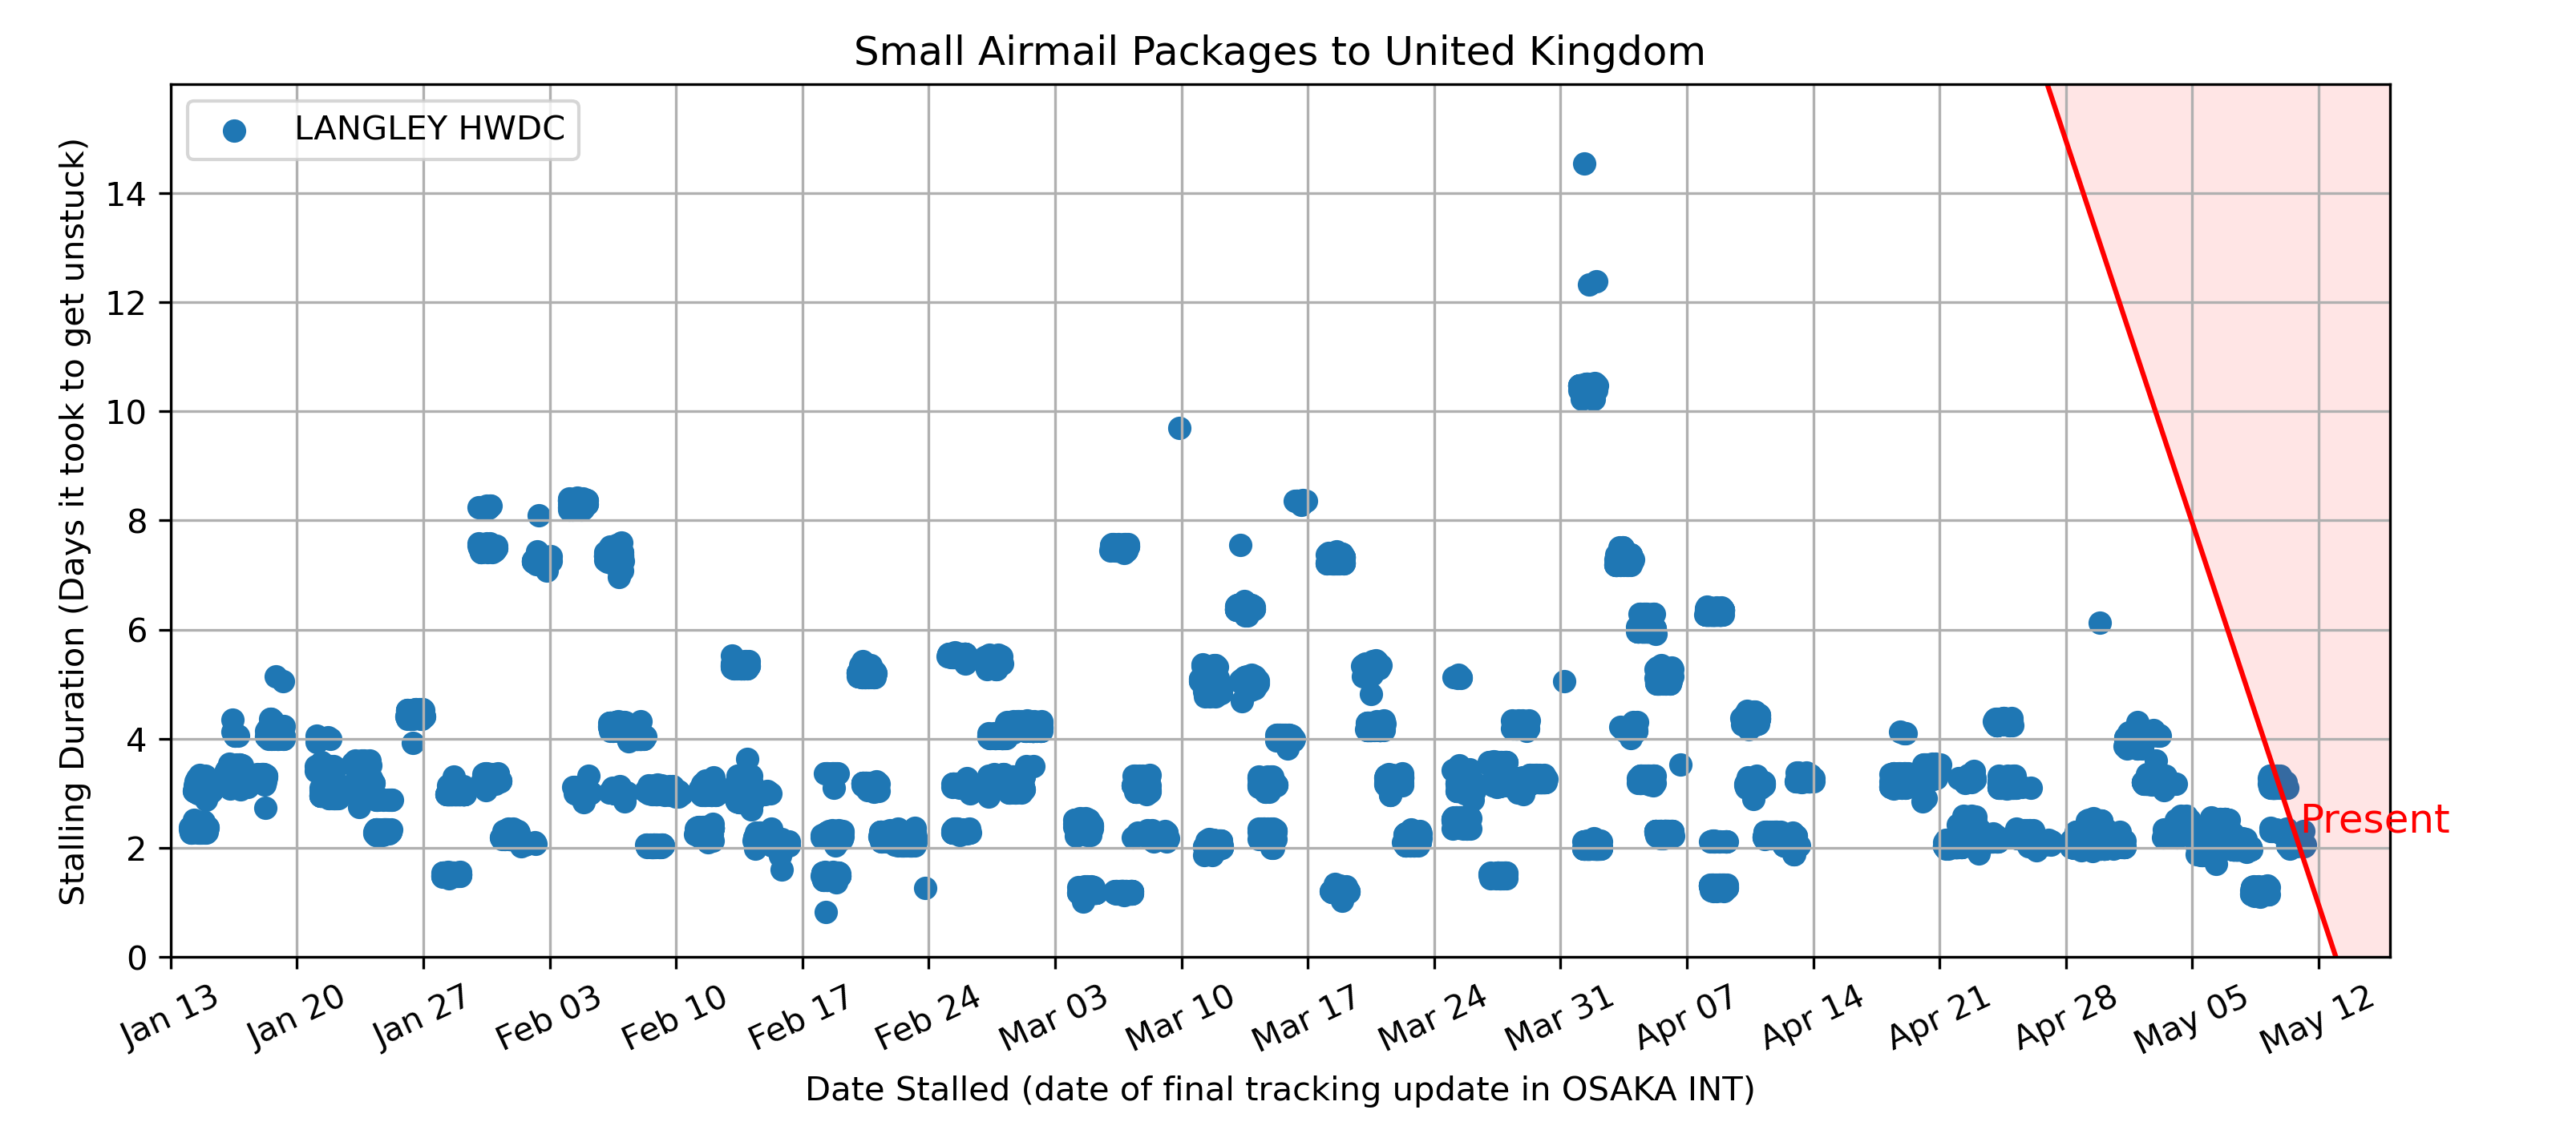 Small Airmail Packages to United Kingdom
LANGLEY HWDC
Stalling Duration (Days it took to get unstuck)
14
12
10
8
6
4
2
0
Present
Jan 13
Jan 20
Jan 27
Feb 03
Feb 10
Feb 17
Feb 24
Mar 03
Mar 10
Mar 17
Mar 24
Mar 31
Apr 07
Apr 14
Apr 21
Apr 28
May 05
May 12
Date Stalled (date of final tracking update in OSAKA INT)